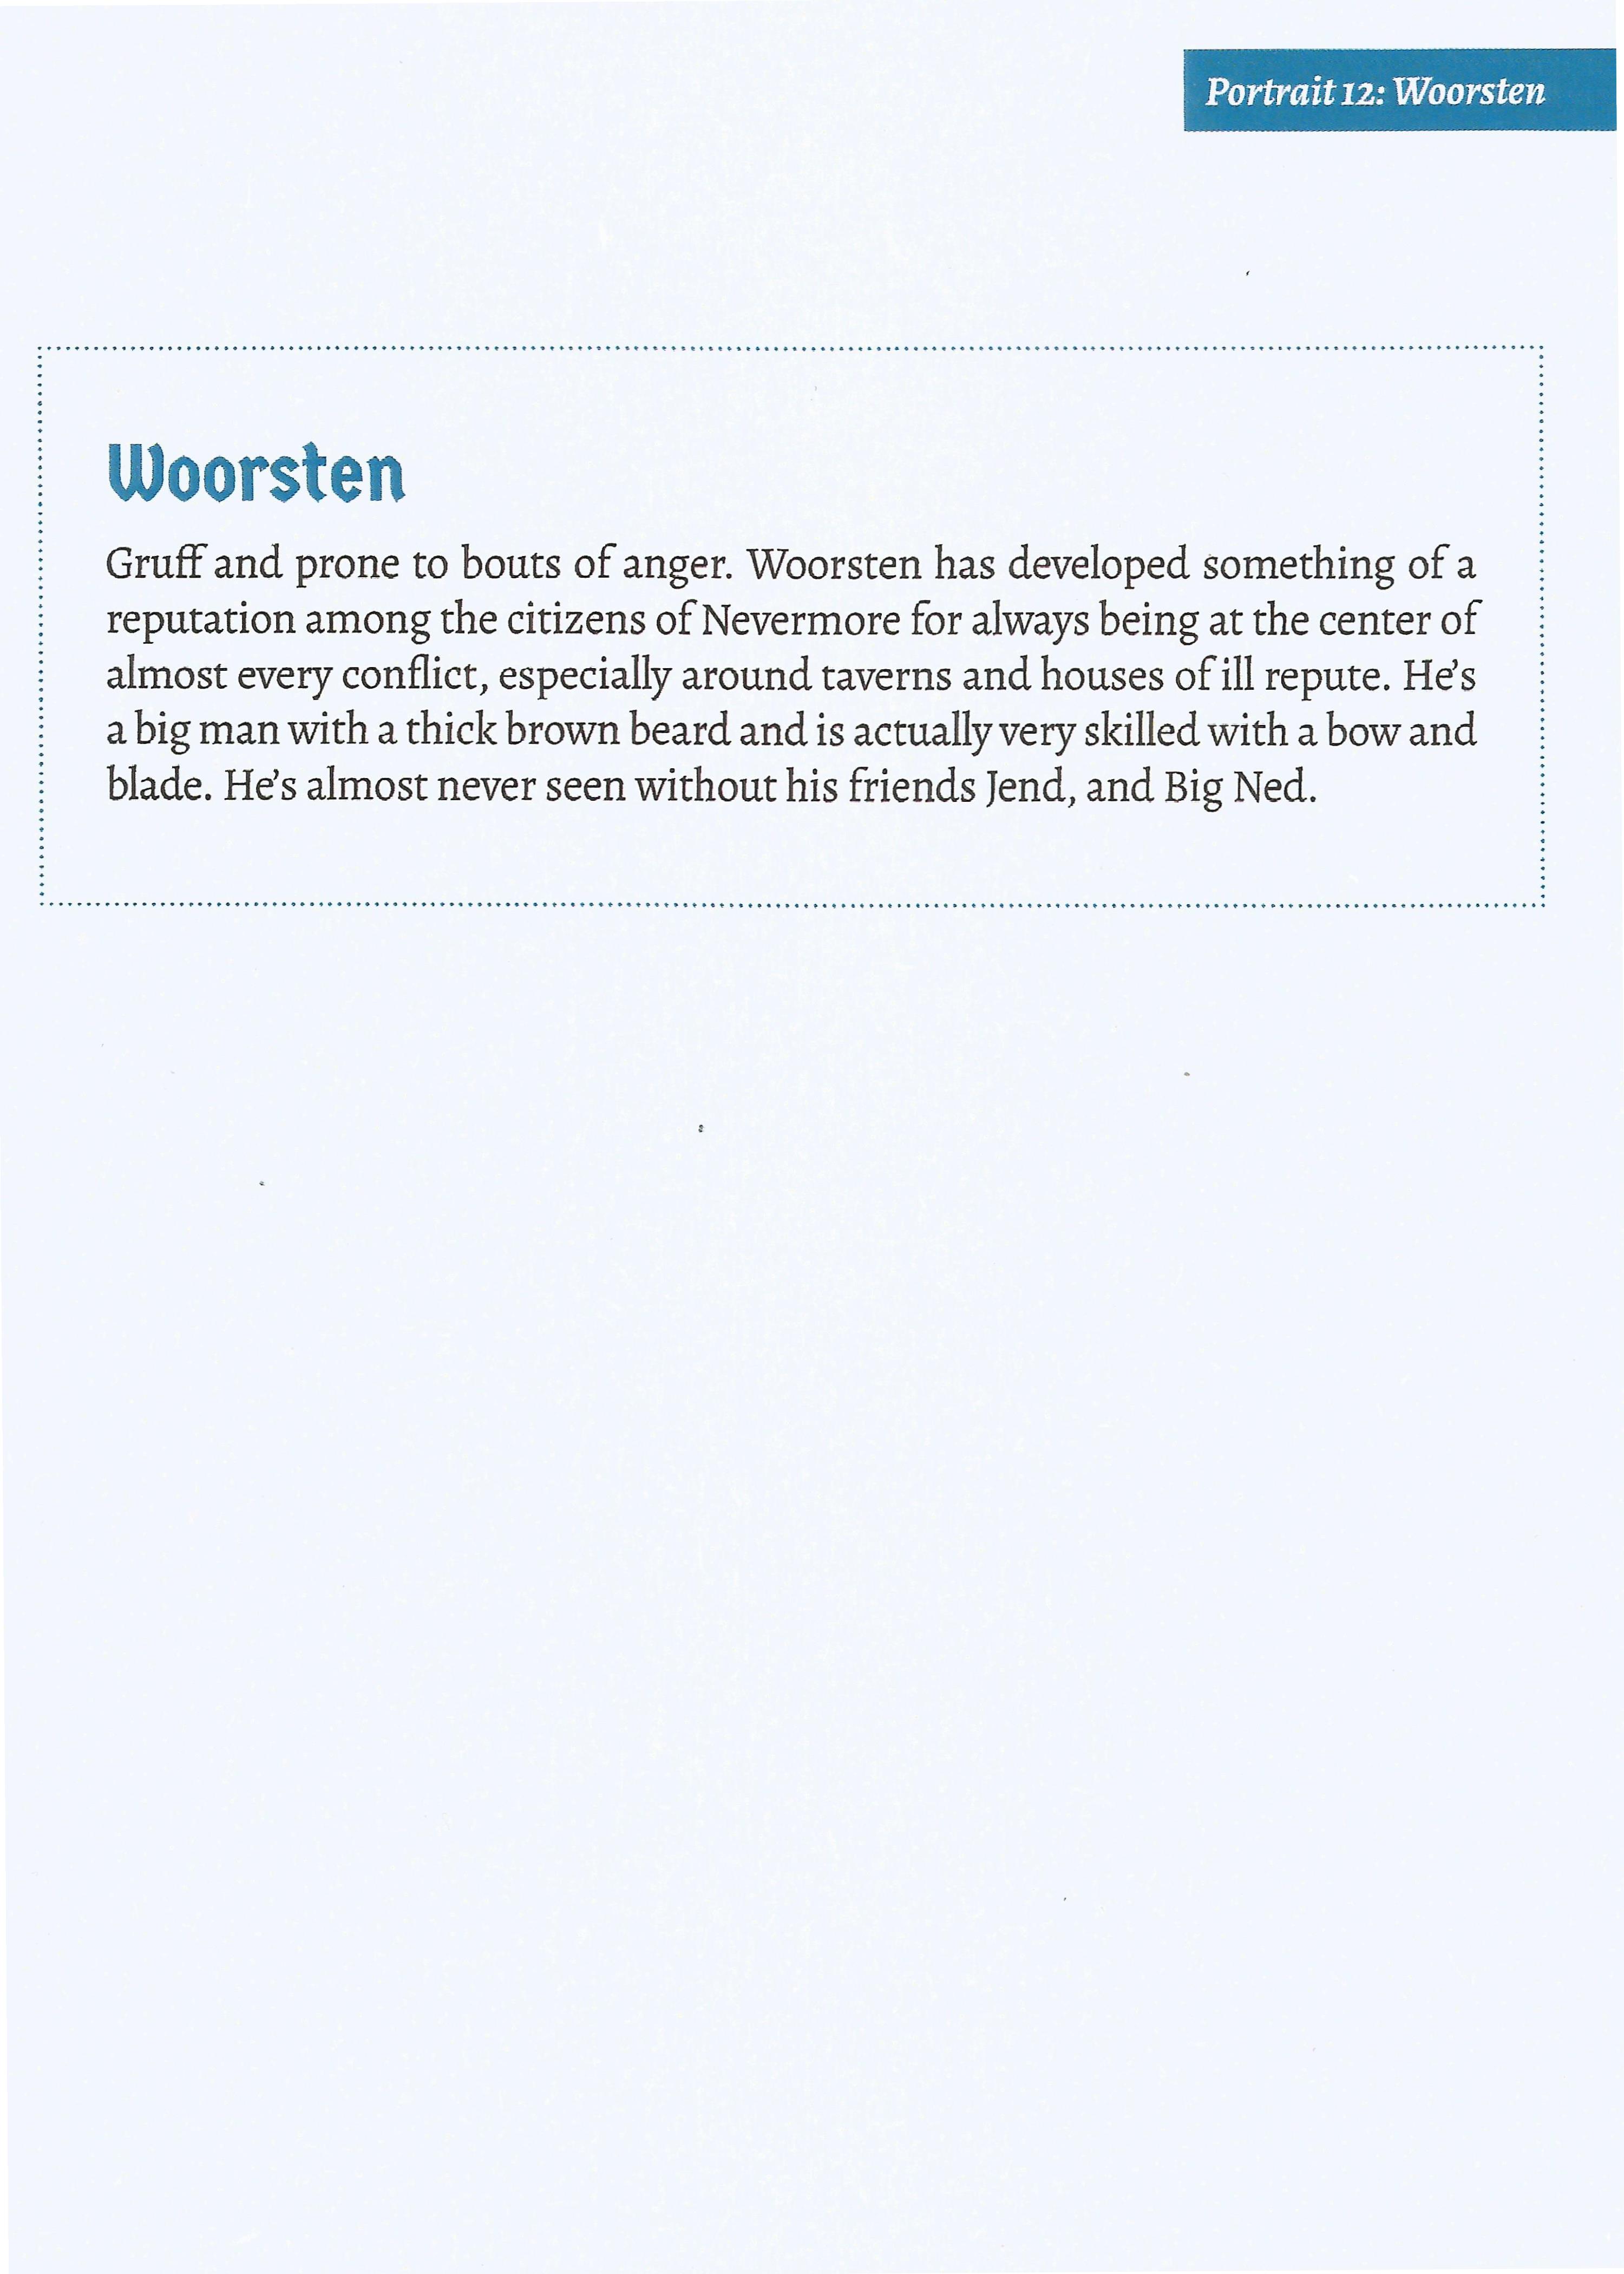 Portrait 12: Woorsten
Woorsten
Gruff and prone to bouts of anger. Woorsten has developed something of a
reputation among the citizens of Nevermore for always being at the center of
almost every conflict, especially around taverns and houses of ill repute. He’s
a big man with a thick brown beard and is actually very skilled with a bow and
blade. He’s almost never seen without his friends Jend, and Big Ned.